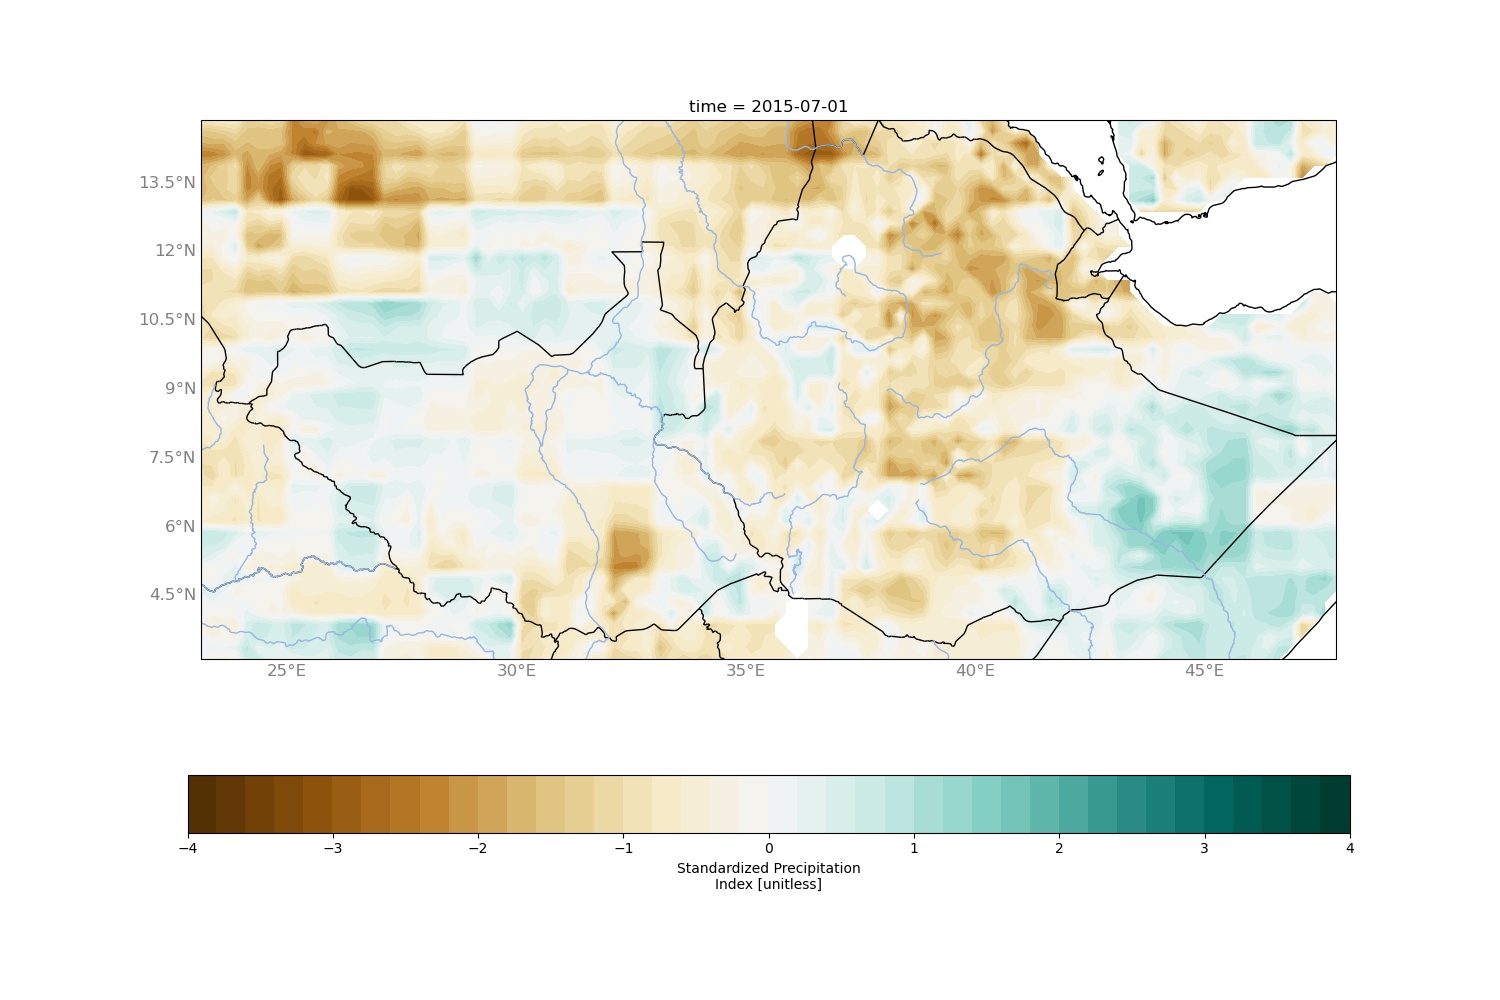 time = 2015-07-01
13.5°N
12°N
10.5°N
9°N
7.5°N
6°N
4.5°N
25°E 30°E 35°E 40°E 45°E
−4 −3 −2 −1 0 1 2 3 4
Standardized Precipitation
Index [unitless]